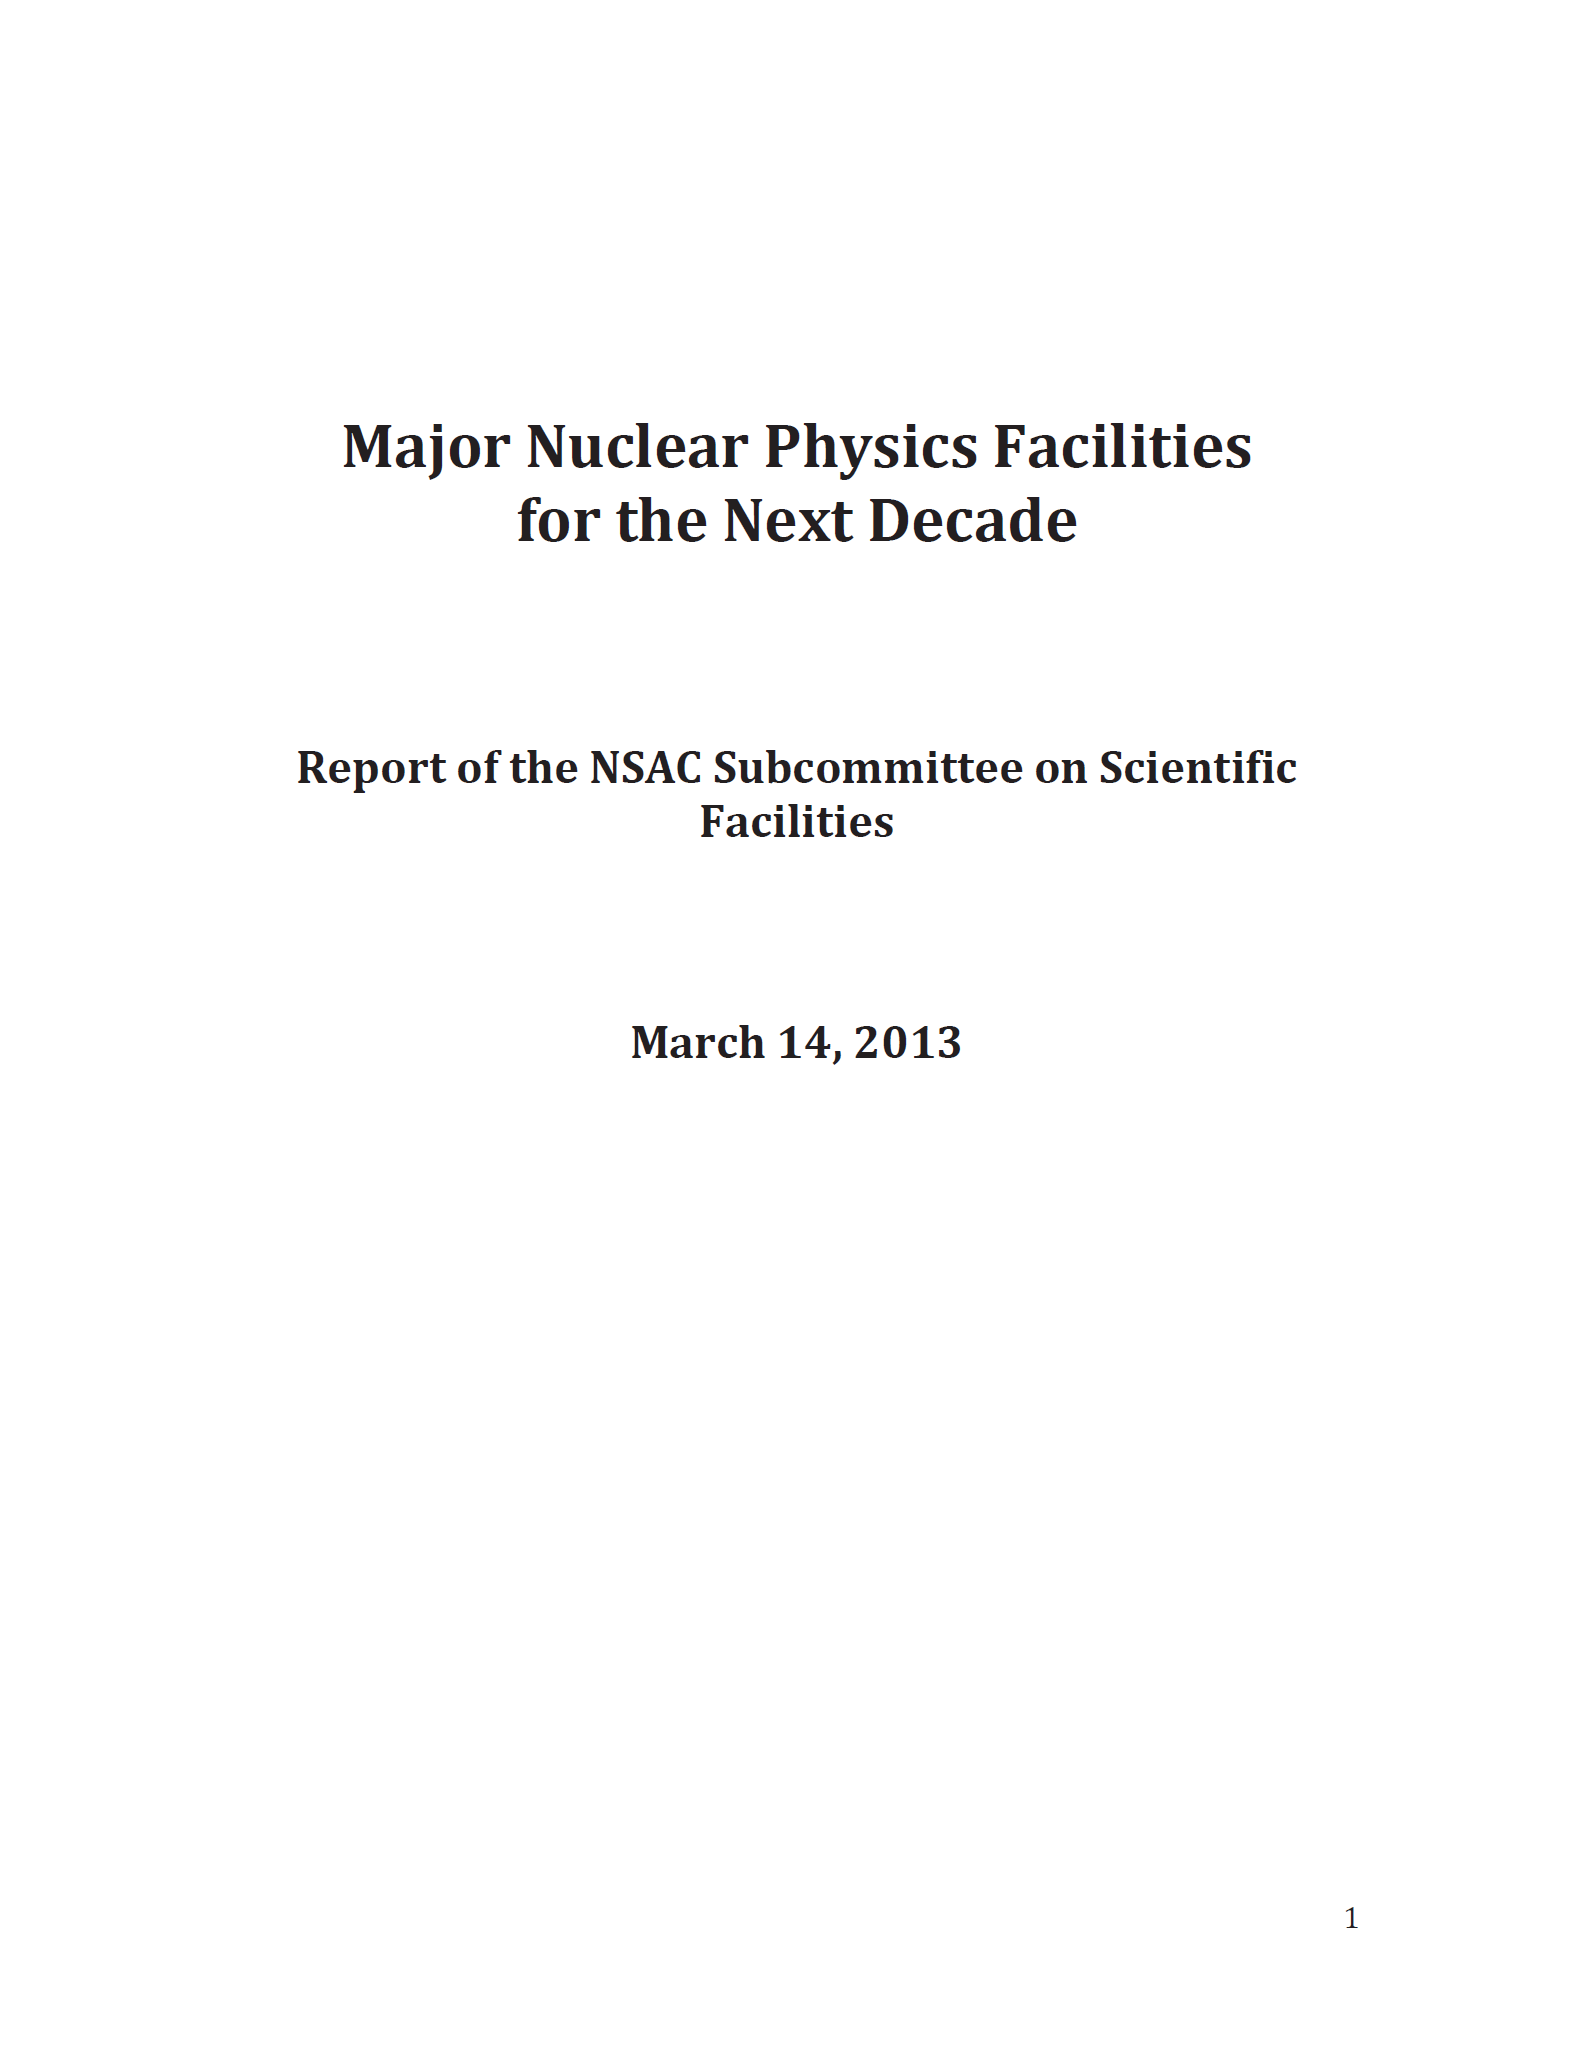 Major Nuclear Physics Facilities
for the Next Decade
Report of the NSAC Subcommittee on Scientific
Facilities
March 14, 2013
1